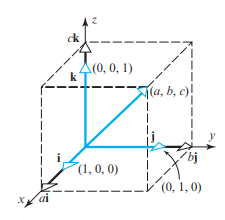 z
ck
(0, 0, 1)
k
(a, b, c)
j
y
i
(1, 0, 0)
bj
ai
x
(0, 1, 0)